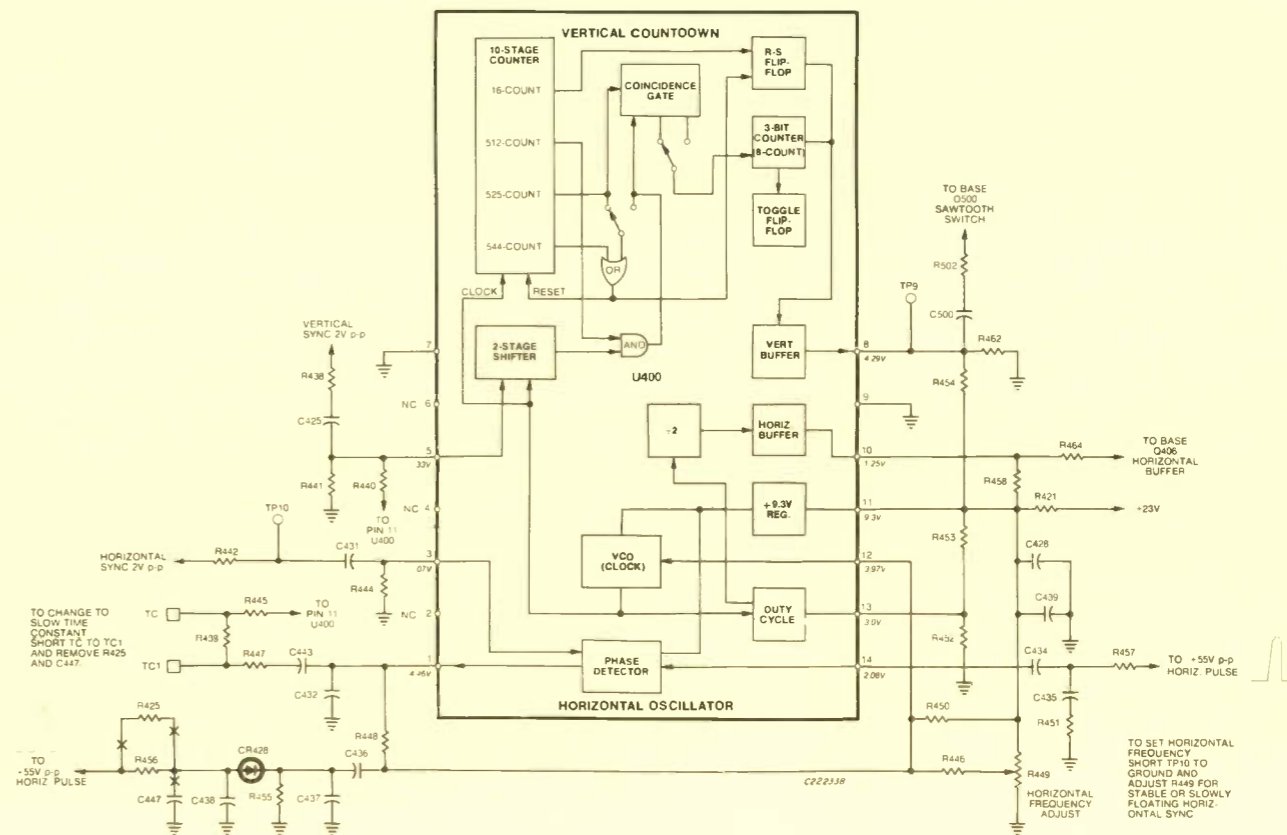 VERTICAL COUNTDOWN
10-STAGE
COUNTER
16-COUNT
512-COUNT
525-COUNT
544-COUNT
COINCIDENCE
GATE
R-S
FLIP-
FLOP
3-BIT
COUNTER
(8-COUNT)
TOGGLE
FLIP-
FLOP
OR
CLOCK
RESET
2-STAGE
SHIFTER
AND
U400
VERT
BUFFER
÷2
HORIZ
BUFFER
+9.3V
REG.
VCO
(CLOCK)
DUTY
CYCLE
PHASE
DETECTOR
HORIZONTAL OSCILLATOR
VERTICAL
SYNC 2V p-p
R438
C425
R441
R440
TO
PIN 11
U400
7
NC 6
5
.33V
NC 4
3
.07V
NC 2
1
4.46V
TP10
HORIZONTAL
SYNC 2V p-p
R442
C431
R444
TO CHANGE TO
SLOW TIME
CONSTANT
SHORT TC TO TC1
AND REMOVE R425
AND C447.
TC
TC1
R445
TO
PIN 11
U400
R439
R447
C443
C432
R448
R425
TO
+55V p-p
HORIZ. PULSE
R456
CR428
C436
C447
C438
R455
C437
TO BASE
Q500
SAWTOOTH
SWITCH
R502
TP9
C500
R462
8
4.29V
R454
9
10
1.25V
R464
TO BASE
Q406
HORIZONTAL
BUFFER
R458
11
9.3V
R421
+23V
R453
C428
12
3.97V
C439
13
3.0V
R452
14
2.08V
C434
R457
TO +55V p-p
HORIZ. PULSE
C435
R451
R450
R446
R449
HORIZONTAL
FREQUENCY
ADJUST
C222338
TO SET HORIZONTAL
FREQUENCY
SHORT TP10 TO
GROUND AND
ADJUST R449 FOR
STABLE OR SLOWLY
FLOATING HORIZ-
ONTAL SYNC